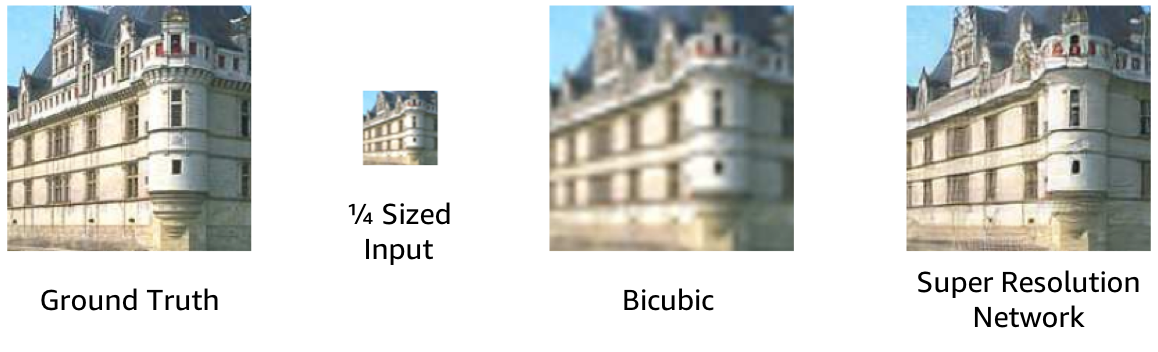 Ground Truth
¼ Sized
Input
Bicubic
Super Resolution
Network